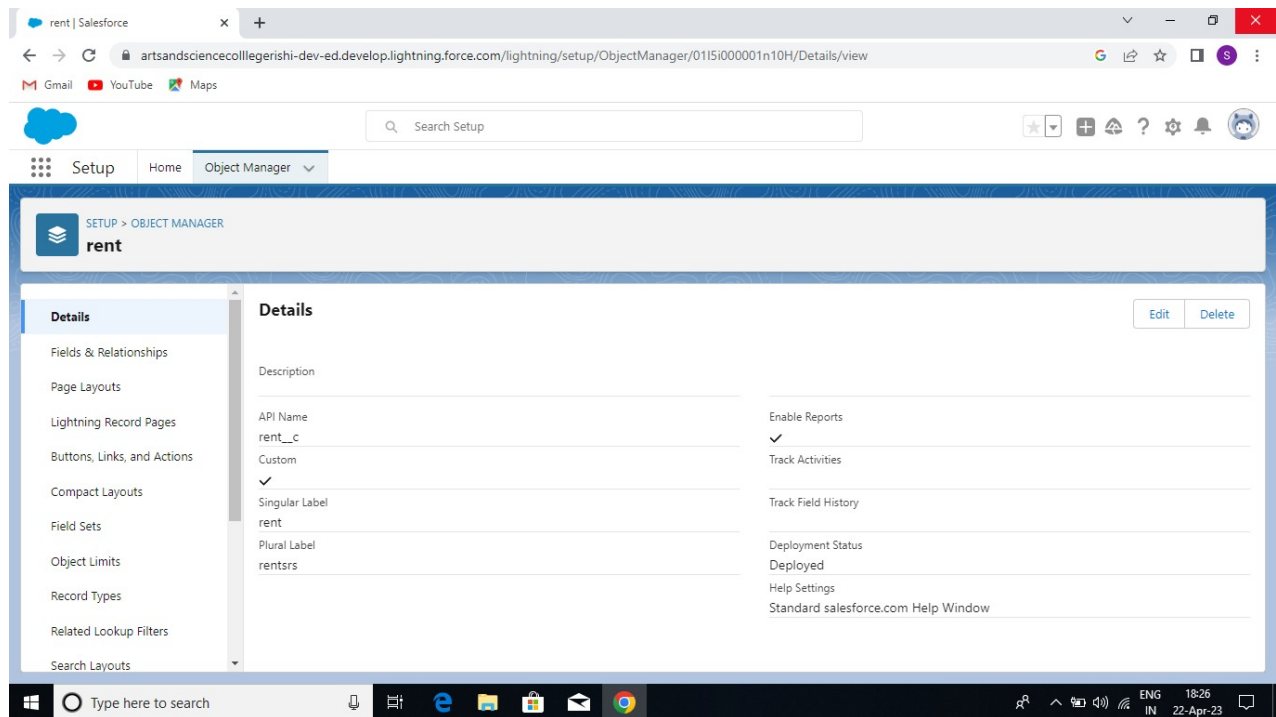 rent | Salesforce
artsandsciencecolllegerishi-dev-ed.develop.lightning.force.com/lightning/setup/ObjectManager/01I5i000001n10H/Details/view
G
S
Gmail YouTube Maps
Search Setup
Setup Home Object Manager
SETUP > OBJECT MANAGER
rent
Details
Fields & Relationships
Page Layouts
Lightning Record Pages
Buttons, Links, and Actions
Compact Layouts
Field Sets
Object Limits
Record Types
Related Lookup Filters
Search Layouts
Details
Edit Delete
Description
API Name
rent__c
Custom
Singular Label
rent
Plural Label
rentsrs
Enable Reports
Track Activities
Track Field History
Deployment Status
Deployed
Help Settings
Standard salesforce.com Help Window
Type here to search
ENG
IN
18:26
22-Apr-23